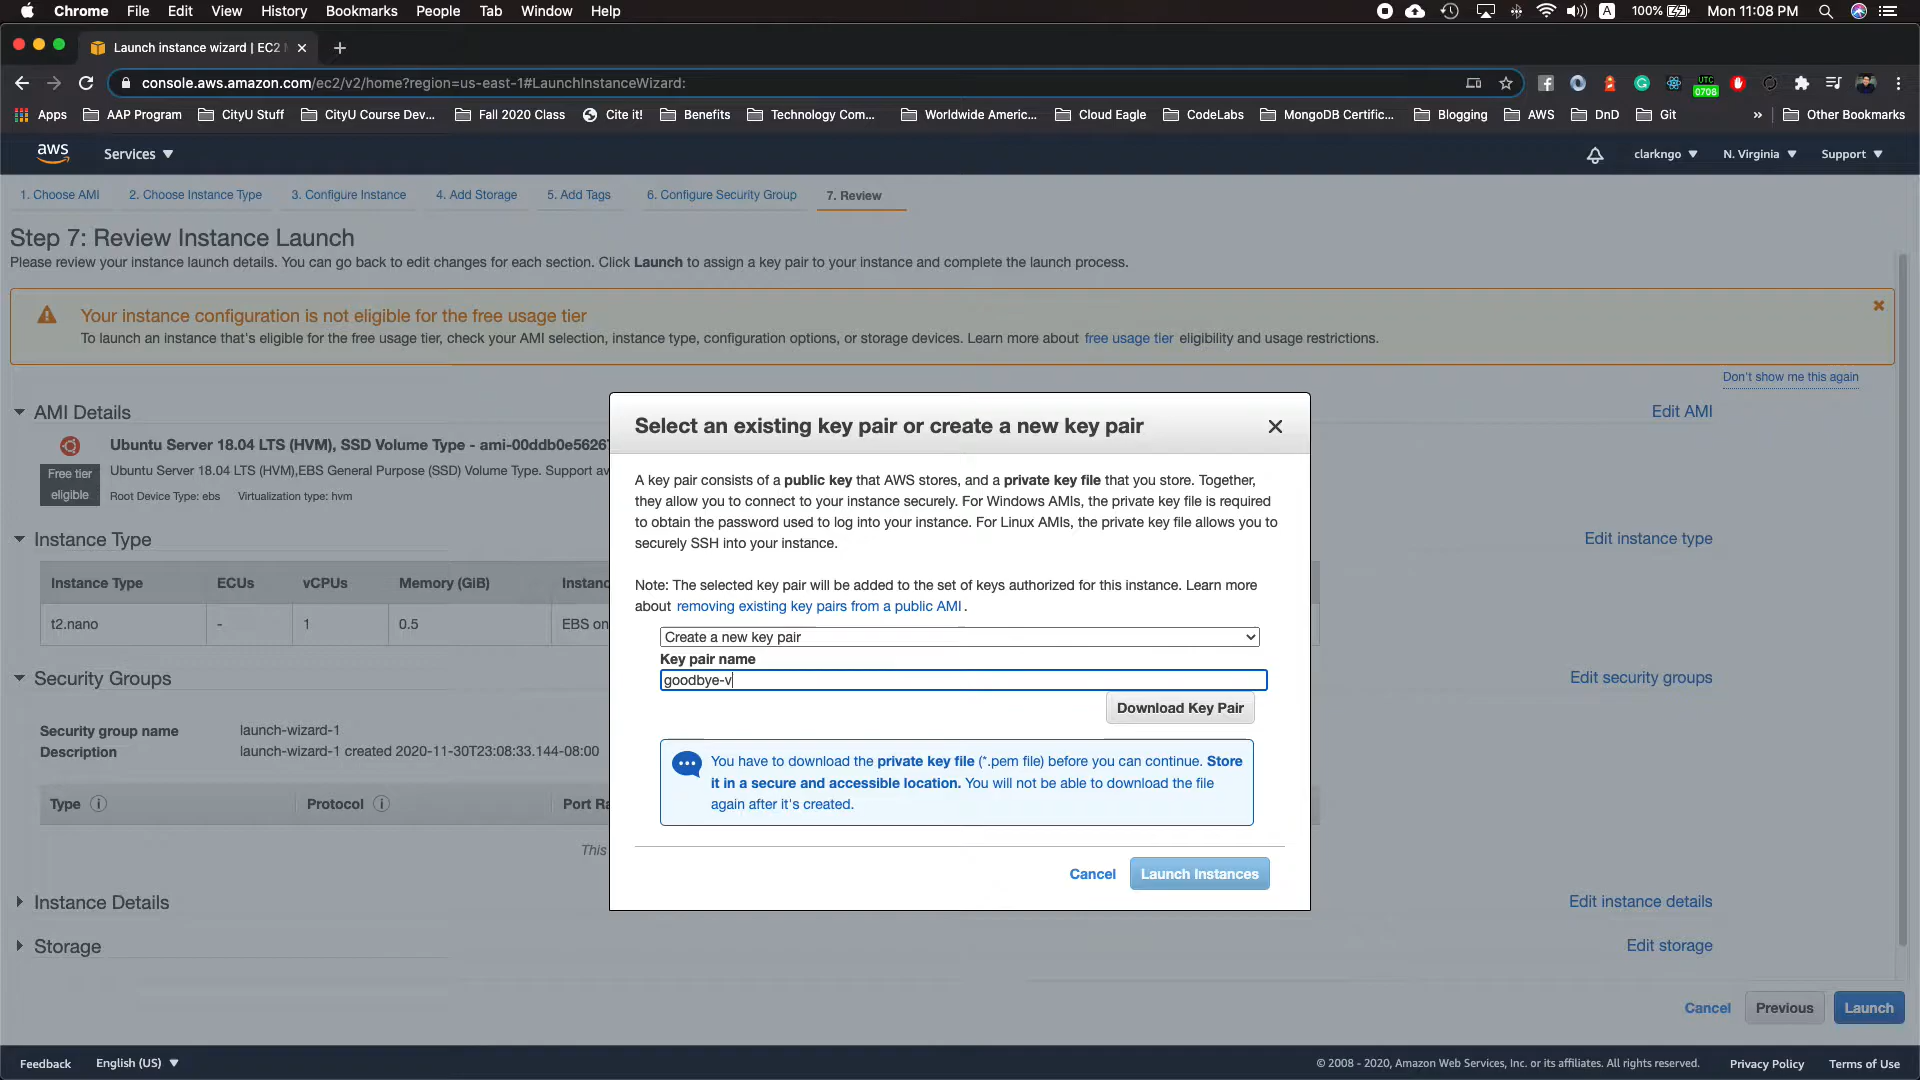 Chrome File Edit View History Bookmarks People Tab Window Help A 100% Mon 11:08 PM
Launch instance wizard | EC2
console.aws.amazon.com/ec2/v2/home?region=us-east-1#LaunchInstanceWizard: UTC 0708
Apps AAP Program CityU Stuff CityU Course Dev... Fall 2020 Class Cite it! Benefits Technology Com... Worldwide Americ... Cloud Eagle CodeLabs MongoDB Certific... Blogging AWS DnD Git » Other Bookmarks
aws Services clarkngo N. Virginia Support
1. Choose AMI 2. Choose Instance Type 3. Configure Instance 4. Add Storage 5. Add Tags 6. Configure Security Group 7. Review
Step 7: Review Instance Launch
Please review your instance launch details. You can go back to edit changes for each section. Click Launch to assign a key pair to your instance and complete the launch process.
Your instance configuration is not eligible for the free usage tier
To launch an instance that's eligible for the free usage tier, check your AMI selection, instance type, configuration options, or storage devices. Learn more about free usage tier eligibility and usage restrictions.
Don't show me this again
AMI Details Edit AMI
Ubuntu Server 18.04 LTS (HVM), SSD Volume Type - ami-00ddb0e5626
Free tier eligible
Ubuntu Server 18.04 LTS (HVM),EBS General Purpose (SSD) Volume Type. Support av
Root Device Type: ebs Virtualization type: hvm
Instance Type Edit instance type
Instance Type ECUs vCPUs Memory (GiB) Instanc
t2.nano - 1 0.5 EBS on
Security Groups Edit security groups
Security group name launch-wizard-1
Description launch-wizard-1 created 2020-11-30T23:08:33.144-08:00
Type Protocol Port Ra
This
Instance Details Edit instance details
Storage Edit storage
Select an existing key pair or create a new key pair
A key pair consists of a public key that AWS stores, and a private key file that you store. Together,
they allow you to connect to your instance securely. For Windows AMIs, the private key file is required
to obtain the password used to log into your instance. For Linux AMIs, the private key file allows you to
securely SSH into your instance.
Note: The selected key pair will be added to the set of keys authorized for this instance. Learn more
about removing existing key pairs from a public AMI .
Create a new key pair
Key pair name
goodbye-v
Download Key Pair
You have to download the private key file (*.pem file) before you can continue. Store
it in a secure and accessible location. You will not be able to download the file
again after it's created.
Cancel Launch Instances
Cancel Previous Launch
Feedback English (US) © 2008 - 2020, Amazon Web Services, Inc. or its affiliates. All rights reserved. Privacy Policy Terms of Use